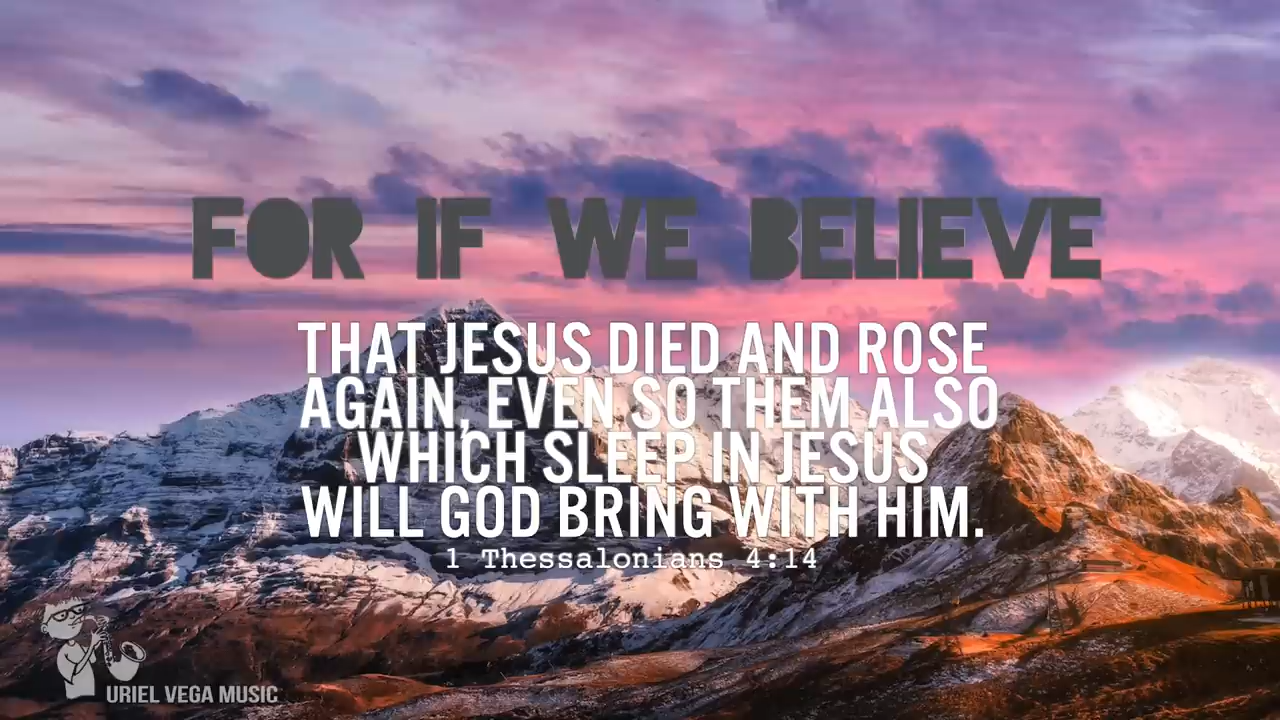 FOR IF WE BELIEVE
THAT JESUS DIED AND ROSE
AGAIN, EVEN SO THEM ALSO
WHICH SLEEP IN JESUS
WILL GOD BRING WITH HIM.
1 Thessalonians 4:14
URIEL VEGA MUSIC